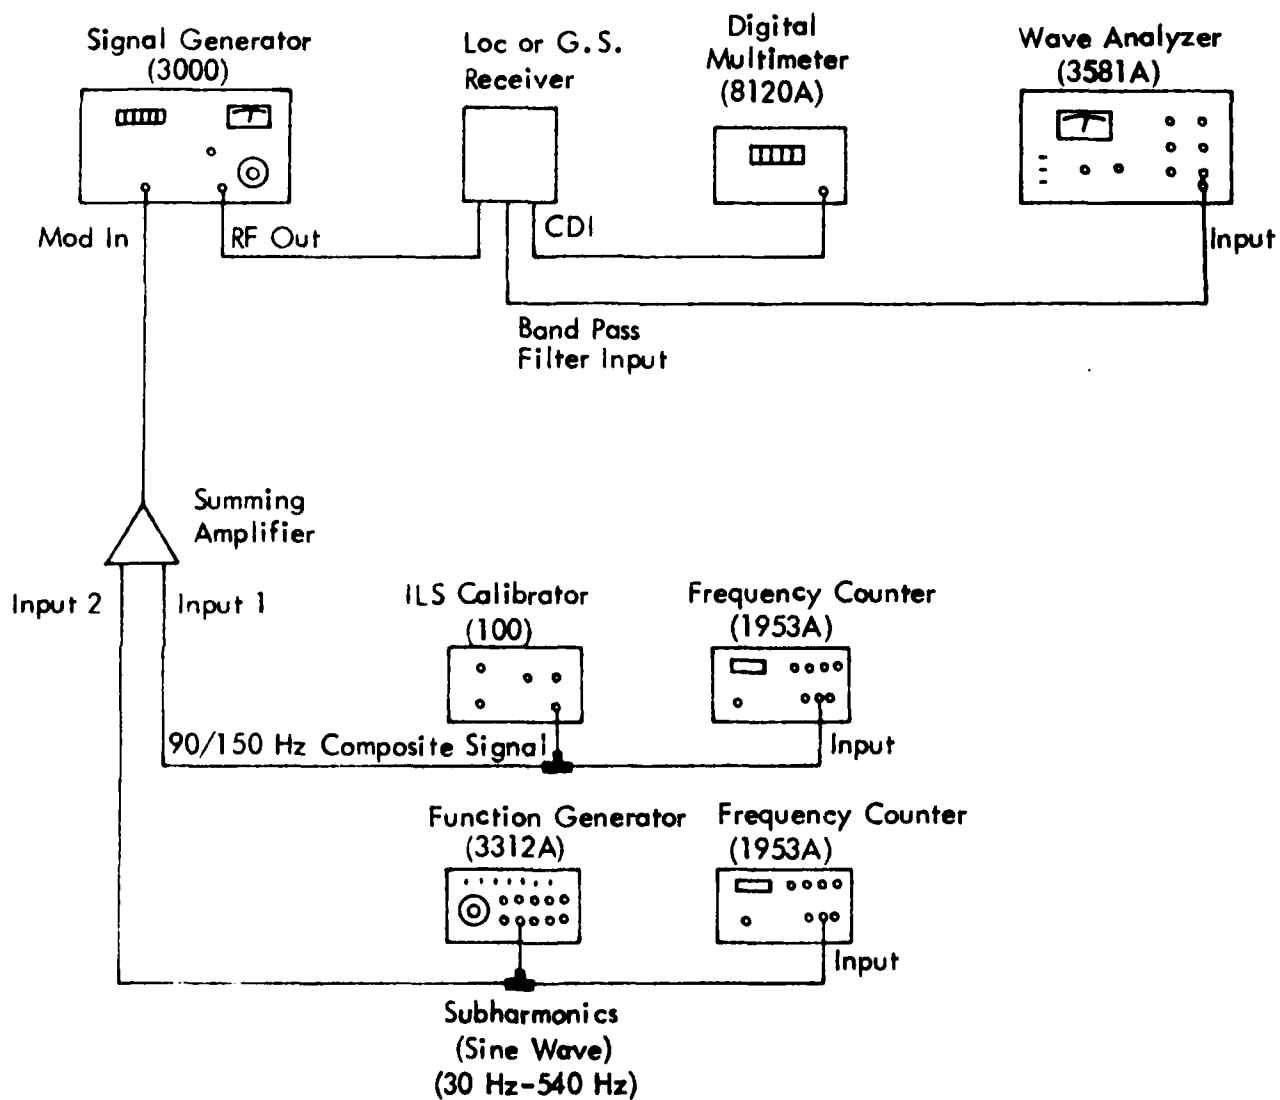 Signal Generator
(3000)
Loc or G.S.
Receiver
Digital
Multimeter
(8120A)
Wave Analyzer
(3581A)
Mod In
RF Out
CDI
Input
Band Pass
Filter Input
Summing
Amplifier
Input 2
Input 1
ILS Calibrator
(100)
Frequency Counter
(1953A)
90/150 Hz Composite Signal
Input
Function Generator
(3312A)
Frequency Counter
(1953A)
Input
Subharmonics
(Sine Wave)
(30 Hz-540 Hz)